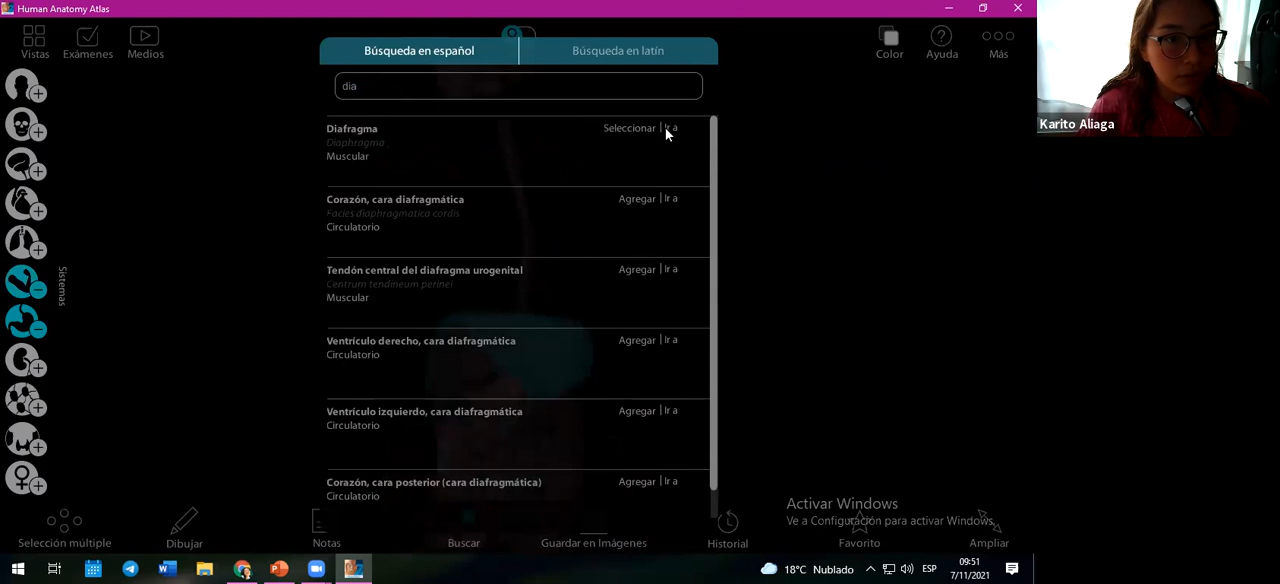 Human Anatomy Atlas
Vistas
Exámenes
Medios
Búsqueda en español
Búsqueda en latín
Color
Ayuda
Más
dia
Diafragma
Seleccionar | Ir a
Diaphragma
Muscular
Corazón, cara diafragmática
Agregar | Ir a
Facies diaphragmatica cordis
Circulatorio
Tendón central del diafragma urogenital
Agregar | Ir a
Centrum tendineum perinei
Muscular
Ventrículo derecho, cara diafragmática
Agregar | Ir a
Circulatorio
Ventrículo izquierdo, cara diafragmática
Agregar | Ir a
Circulatorio
Corazón, cara posterior (cara diafragmática)
Agregar | Ir a
Circulatorio
Sistemas
Karito Aliaga
Activar Windows
Ve a Configuración para activar Windows.
Selección múltiple
Dibujar
Notas
Buscar
Guardar en Imágenes
Historial
Favorito
Ampliar
18°C Nublado
ESP
09:51
7/11/2021